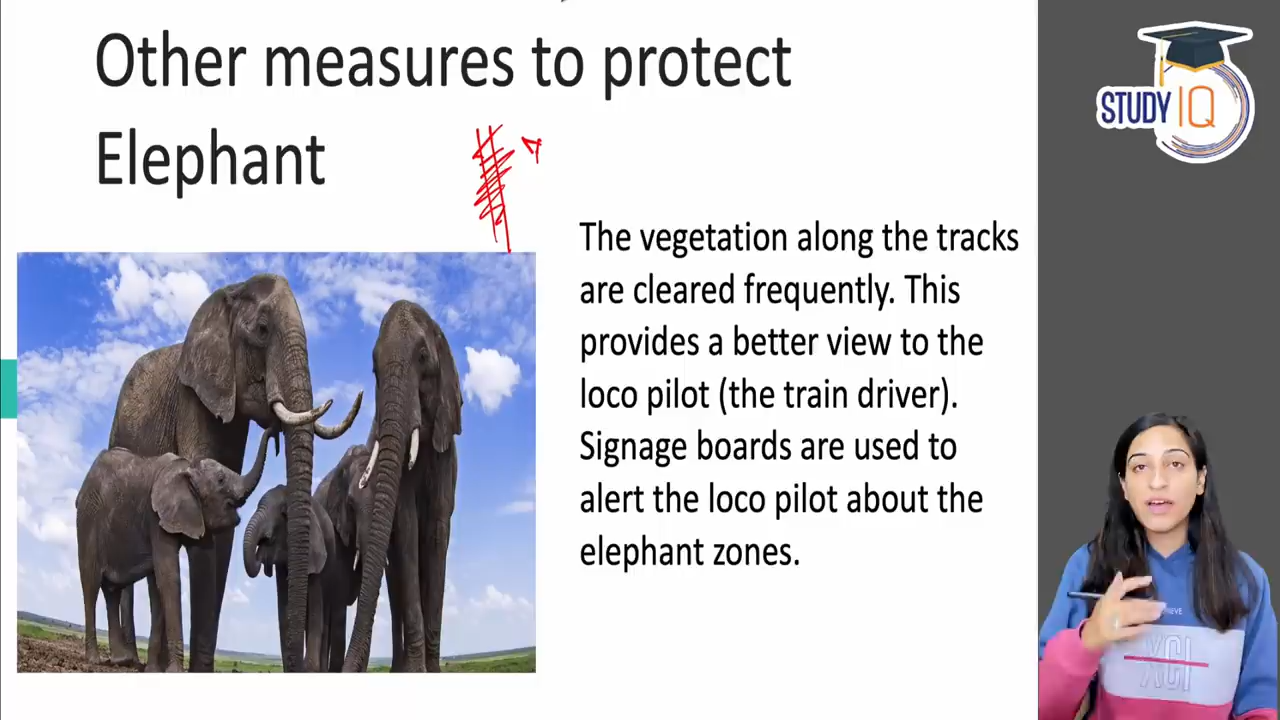 Other measures to protect
Elephant
STUDY IQ
The vegetation along the tracks
are cleared frequently. This
provides a better view to the
loco pilot (the train driver).
Signage boards are used to
alert the loco pilot about the
elephant zones.
XCI